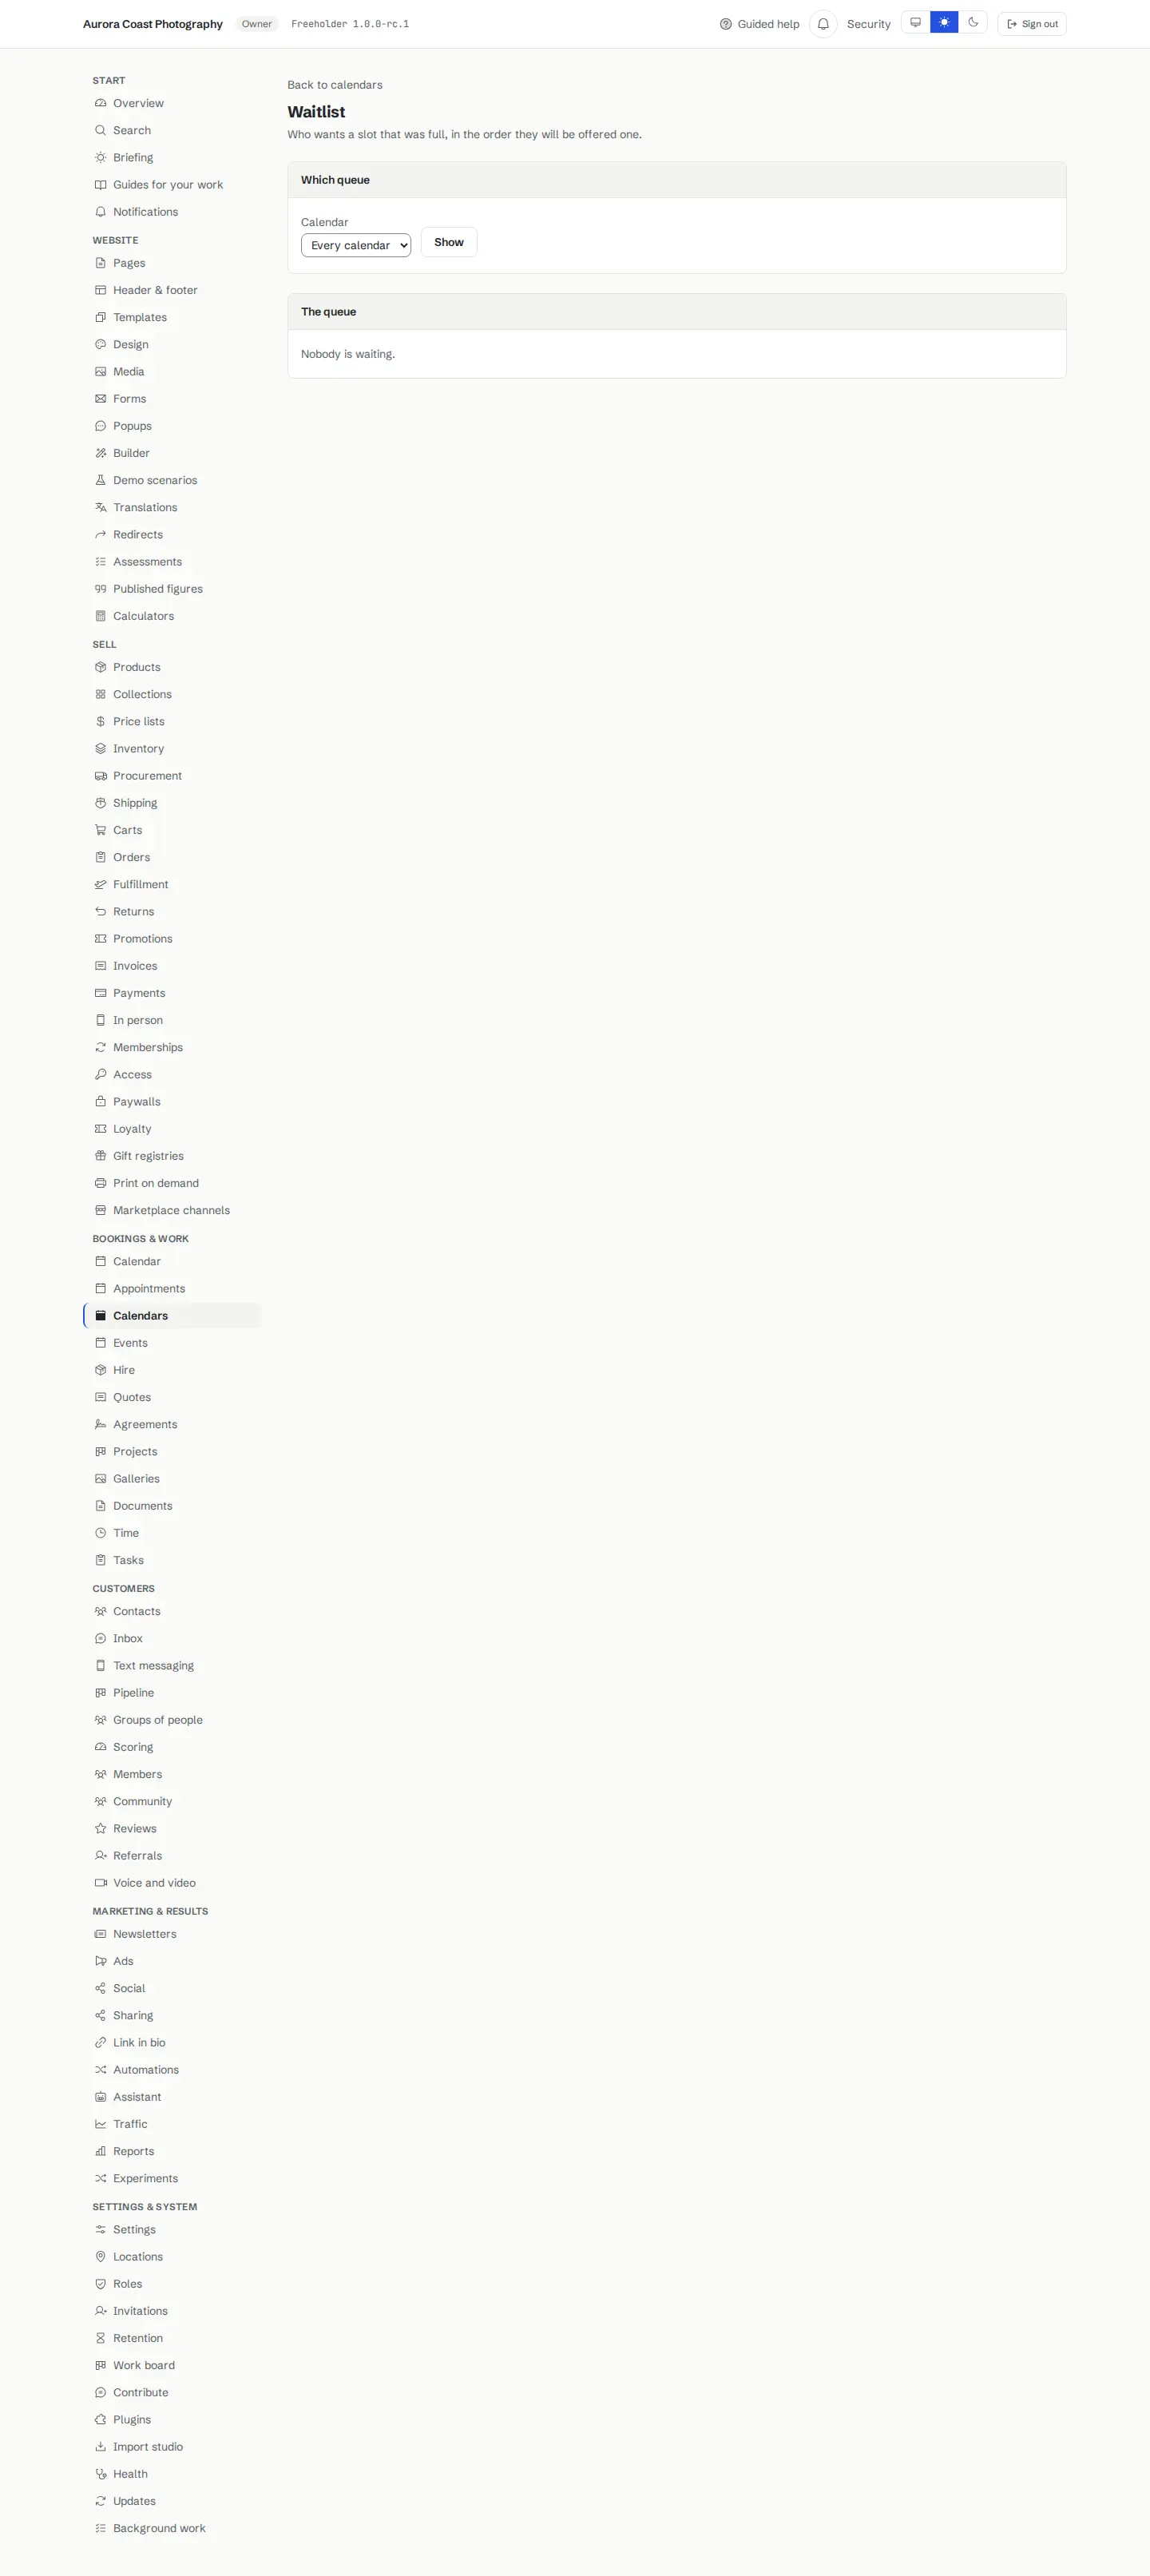 Aurora Coast Photography Owner Freeholder 1.0.0-rc.1 Guided help Security Sign out
START
Overview
Search
Briefing
Guides for your work
Notifications
WEBSITE
Pages
Header & footer
Templates
Design
Media
Forms
Popups
Builder
Demo scenarios
Translations
Redirects
Assessments
Published figures
Calculators
SELL
Products
Collections
Price lists
Inventory
Procurement
Shipping
Carts
Orders
Fulfillment
Returns
Promotions
Invoices
Payments
In person
Memberships
Access
Paywalls
Loyalty
Gift registries
Print on demand
Marketplace channels
BOOKINGS & WORK
Calendar
Appointments
Calendars
Events
Hire
Quotes
Agreements
Projects
Galleries
Documents
Time
Tasks
CUSTOMERS
Contacts
Inbox
Text messaging
Pipeline
Groups of people
Scoring
Members
Community
Reviews
Referrals
Voice and video
MARKETING & RESULTS
Newsletters
Ads
Social
Sharing
Link in bio
Automations
Assistant
Traffic
Reports
Experiments
SETTINGS & SYSTEM
Settings
Locations
Roles
Invitations
Retention
Work board
Contribute
Plugins
Import studio
Health
Updates
Background work
Back to calendars
Waitlist
Who wants a slot that was full, in the order they will be offered one.
Which queue
Calendar
Every calendar Show
The queue
Nobody is waiting.